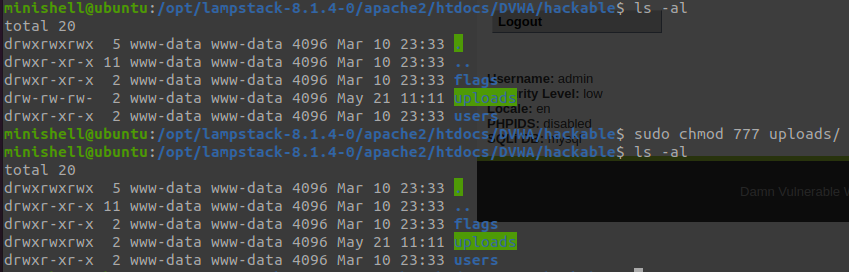 minishell@ubuntu:/opt/lampstack-8.1.4-0/apache2/htdocs/DVWA/hackable$ ls -al
total 20
drwxrwxrwx  5 www-data www-data 4096 Mar 10 23:33 .
drwxr-xr-x 11 www-data www-data 4096 Mar 10 23:33 ..
drwxr-xr-x  2 www-data www-data 4096 Mar 10 23:33 flags
drw-rw-rw-  2 www-data www-data 4096 May 21 11:11 uploads
drwxr-xr-x  2 www-data www-data 4096 Mar 10 23:33 users
minishell@ubuntu:/opt/lampstack-8.1.4-0/apache2/htdocs/DVWA/hackable$ sudo chmod 777 uploads/
minishell@ubuntu:/opt/lampstack-8.1.4-0/apache2/htdocs/DVWA/hackable$ ls -al
total 20
drwxrwxrwx  5 www-data www-data 4096 Mar 10 23:33 .
drwxr-xr-x 11 www-data www-data 4096 Mar 10 23:33 ..
drwxr-xr-x  2 www-data www-data 4096 Mar 10 23:33 flags
drwxrwxrwx  2 www-data www-data 4096 May 21 11:11 uploads
drwxr-xr-x  2 www-data www-data 4096 Mar 10 23:33 users
Logout
Username: admin
Level: low
Locale: en
PHPIDS: disabled
mysql
Damn Vulnerable